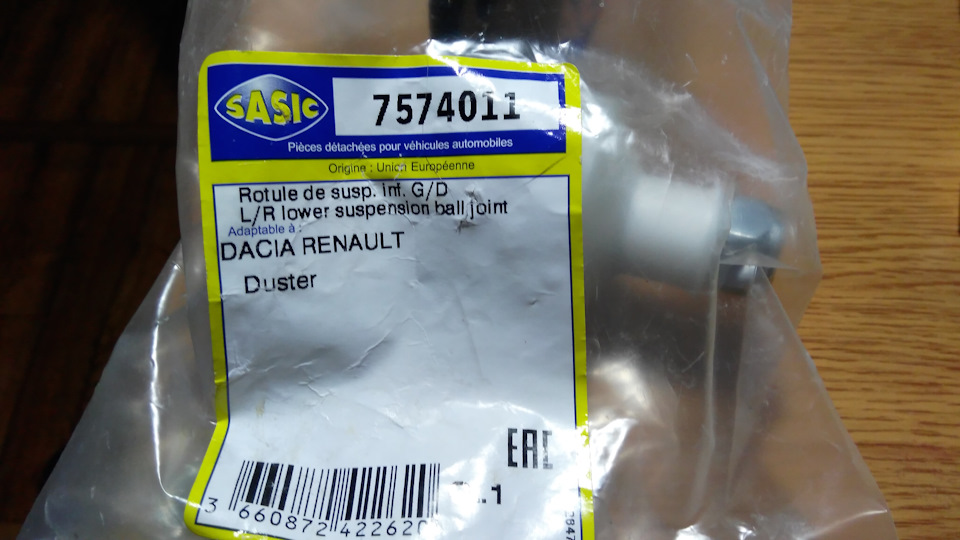 SASIC
7574011
Pièces détachées pour véhicules automobiles
Origine : Union Européenne
Rotule de susp. inf. G/D
L/R lower suspension ball joint
Adaptable à :
DACIA RENAULT
Duster
EAC
3 660872 422620